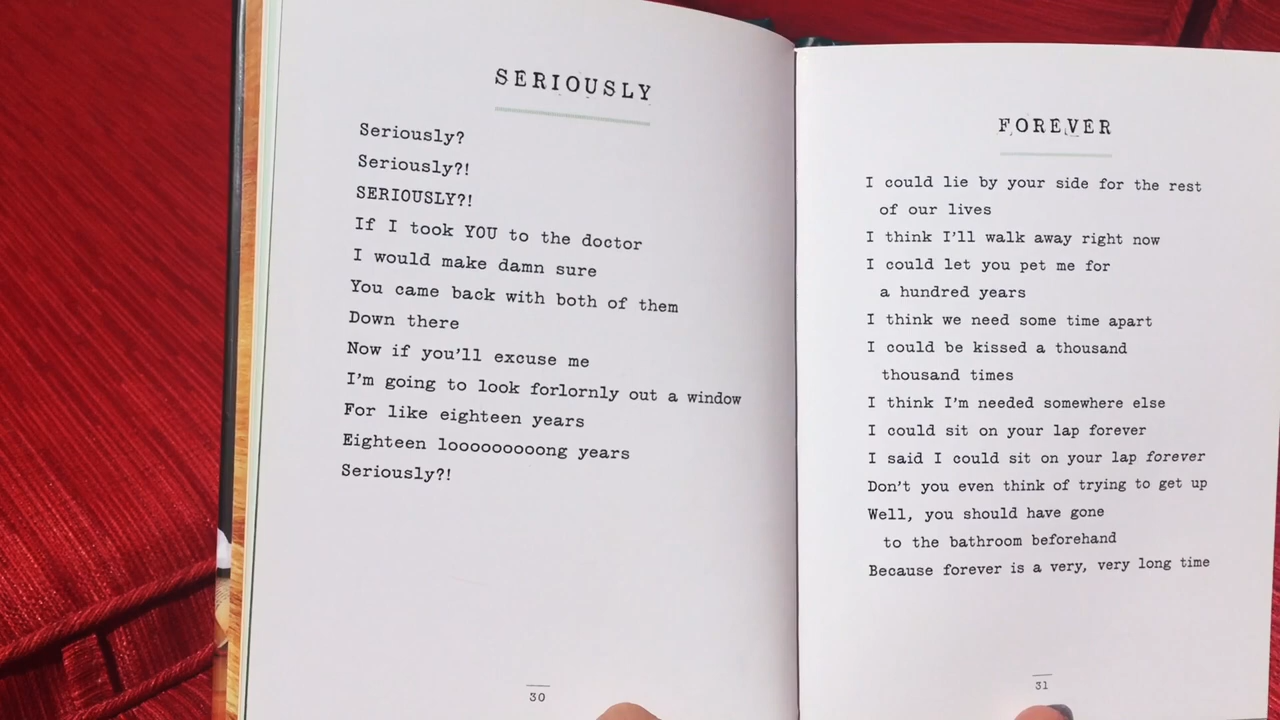 SERIOUSLY
Seriously?
Seriously?!
SERIOUSLY?!
If I took YOU to the doctor
I would make damn sure
You came back with both of them
Down there
Now if you'll excuse me
I'm going to look forlornly out a window
For like eighteen years
Eighteen looooooooong years
Seriously?!
30
FOREVER
I could lie by your side for the rest
of our lives
I think I'll walk away right now
I could let you pet me for
a hundred years
I think we need some time apart
I could be kissed a thousand
thousand times
I think I'm needed somewhere else
I could sit on your lap forever
I said I could sit on your lap forever
Don't you even think of trying to get up
Well, you should have gone
to the bathroom beforehand
Because forever is a very, very long time
31